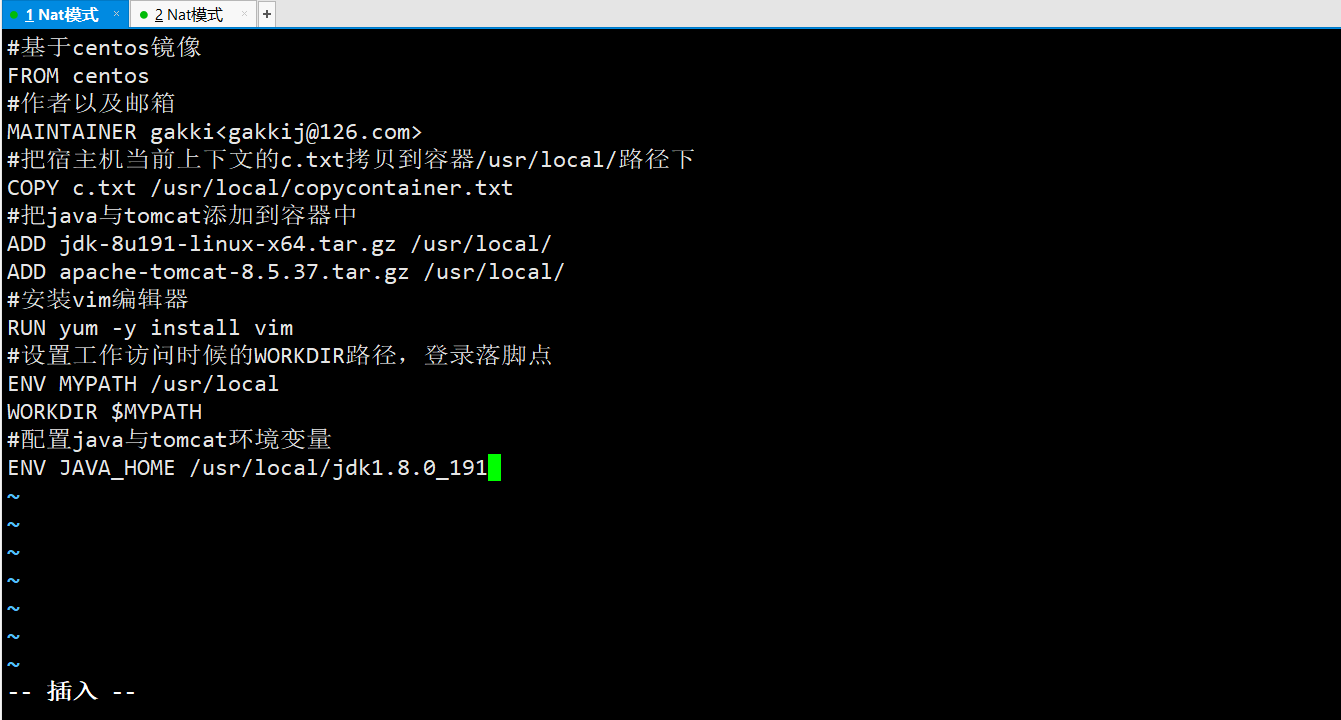 1 Nat模式 × 2 Nat模式 × +
#基于centos镜像
FROM centos
#作者以及邮箱
MAINTAINER gakki<gakkij@126.com>
#把宿主机当前上下文的c.txt拷贝到容器/usr/local/路径下
COPY c.txt /usr/local/copycontainer.txt
#把java与tomcat添加到容器中
ADD jdk-8u191-linux-x64.tar.gz /usr/local/
ADD apache-tomcat-8.5.37.tar.gz /usr/local/
#安装vim编辑器
RUN yum -y install vim
#设置工作访问时候的WORKDIR路径，登录落脚点
ENV MYPATH /usr/local
WORKDIR $MYPATH
#配置java与tomcat环境变量
ENV JAVA_HOME /usr/local/jdk1.8.0_191
~
~
~
~
~
~
~
-- 插入 --